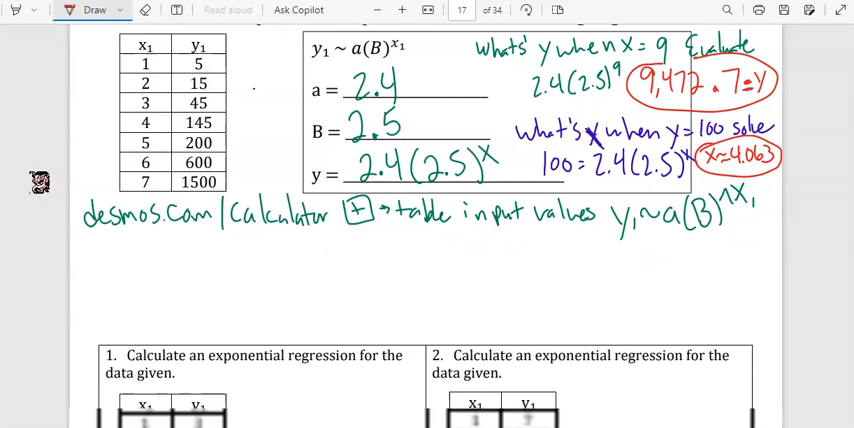 Draw Read aloud Ask Copilot 17 of 34
x₁ y₁
1 5
2 15
3 45
4 145
5 200
6 600
7 1500
y₁ ~ a(B)^x₁
a = 2.4
B = 2.5
y = 2.4(2.5)^x
what's y when x = 9 Evaluate
2.4(2.5)^9 9,472.7=y
what's x when y=100 solve
100 = 2.4(2.5)^x x≈4.063
desmos.com/calculator + → table input values y₁~a(B)^x₁
1. Calculate an exponential regression for the
data given.
x₁ y₁
2. Calculate an exponential regression for the
data given.
x₁ y₁